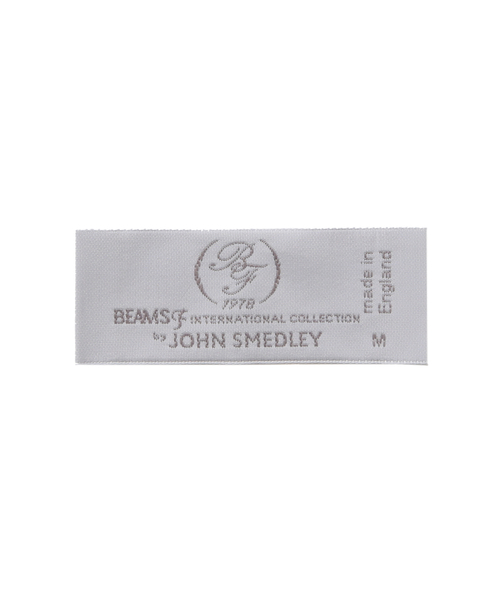 BF
1978
BEAMS F INTERNATIONAL COLLECTION
by JOHN SMEDLEY
made in
England
M